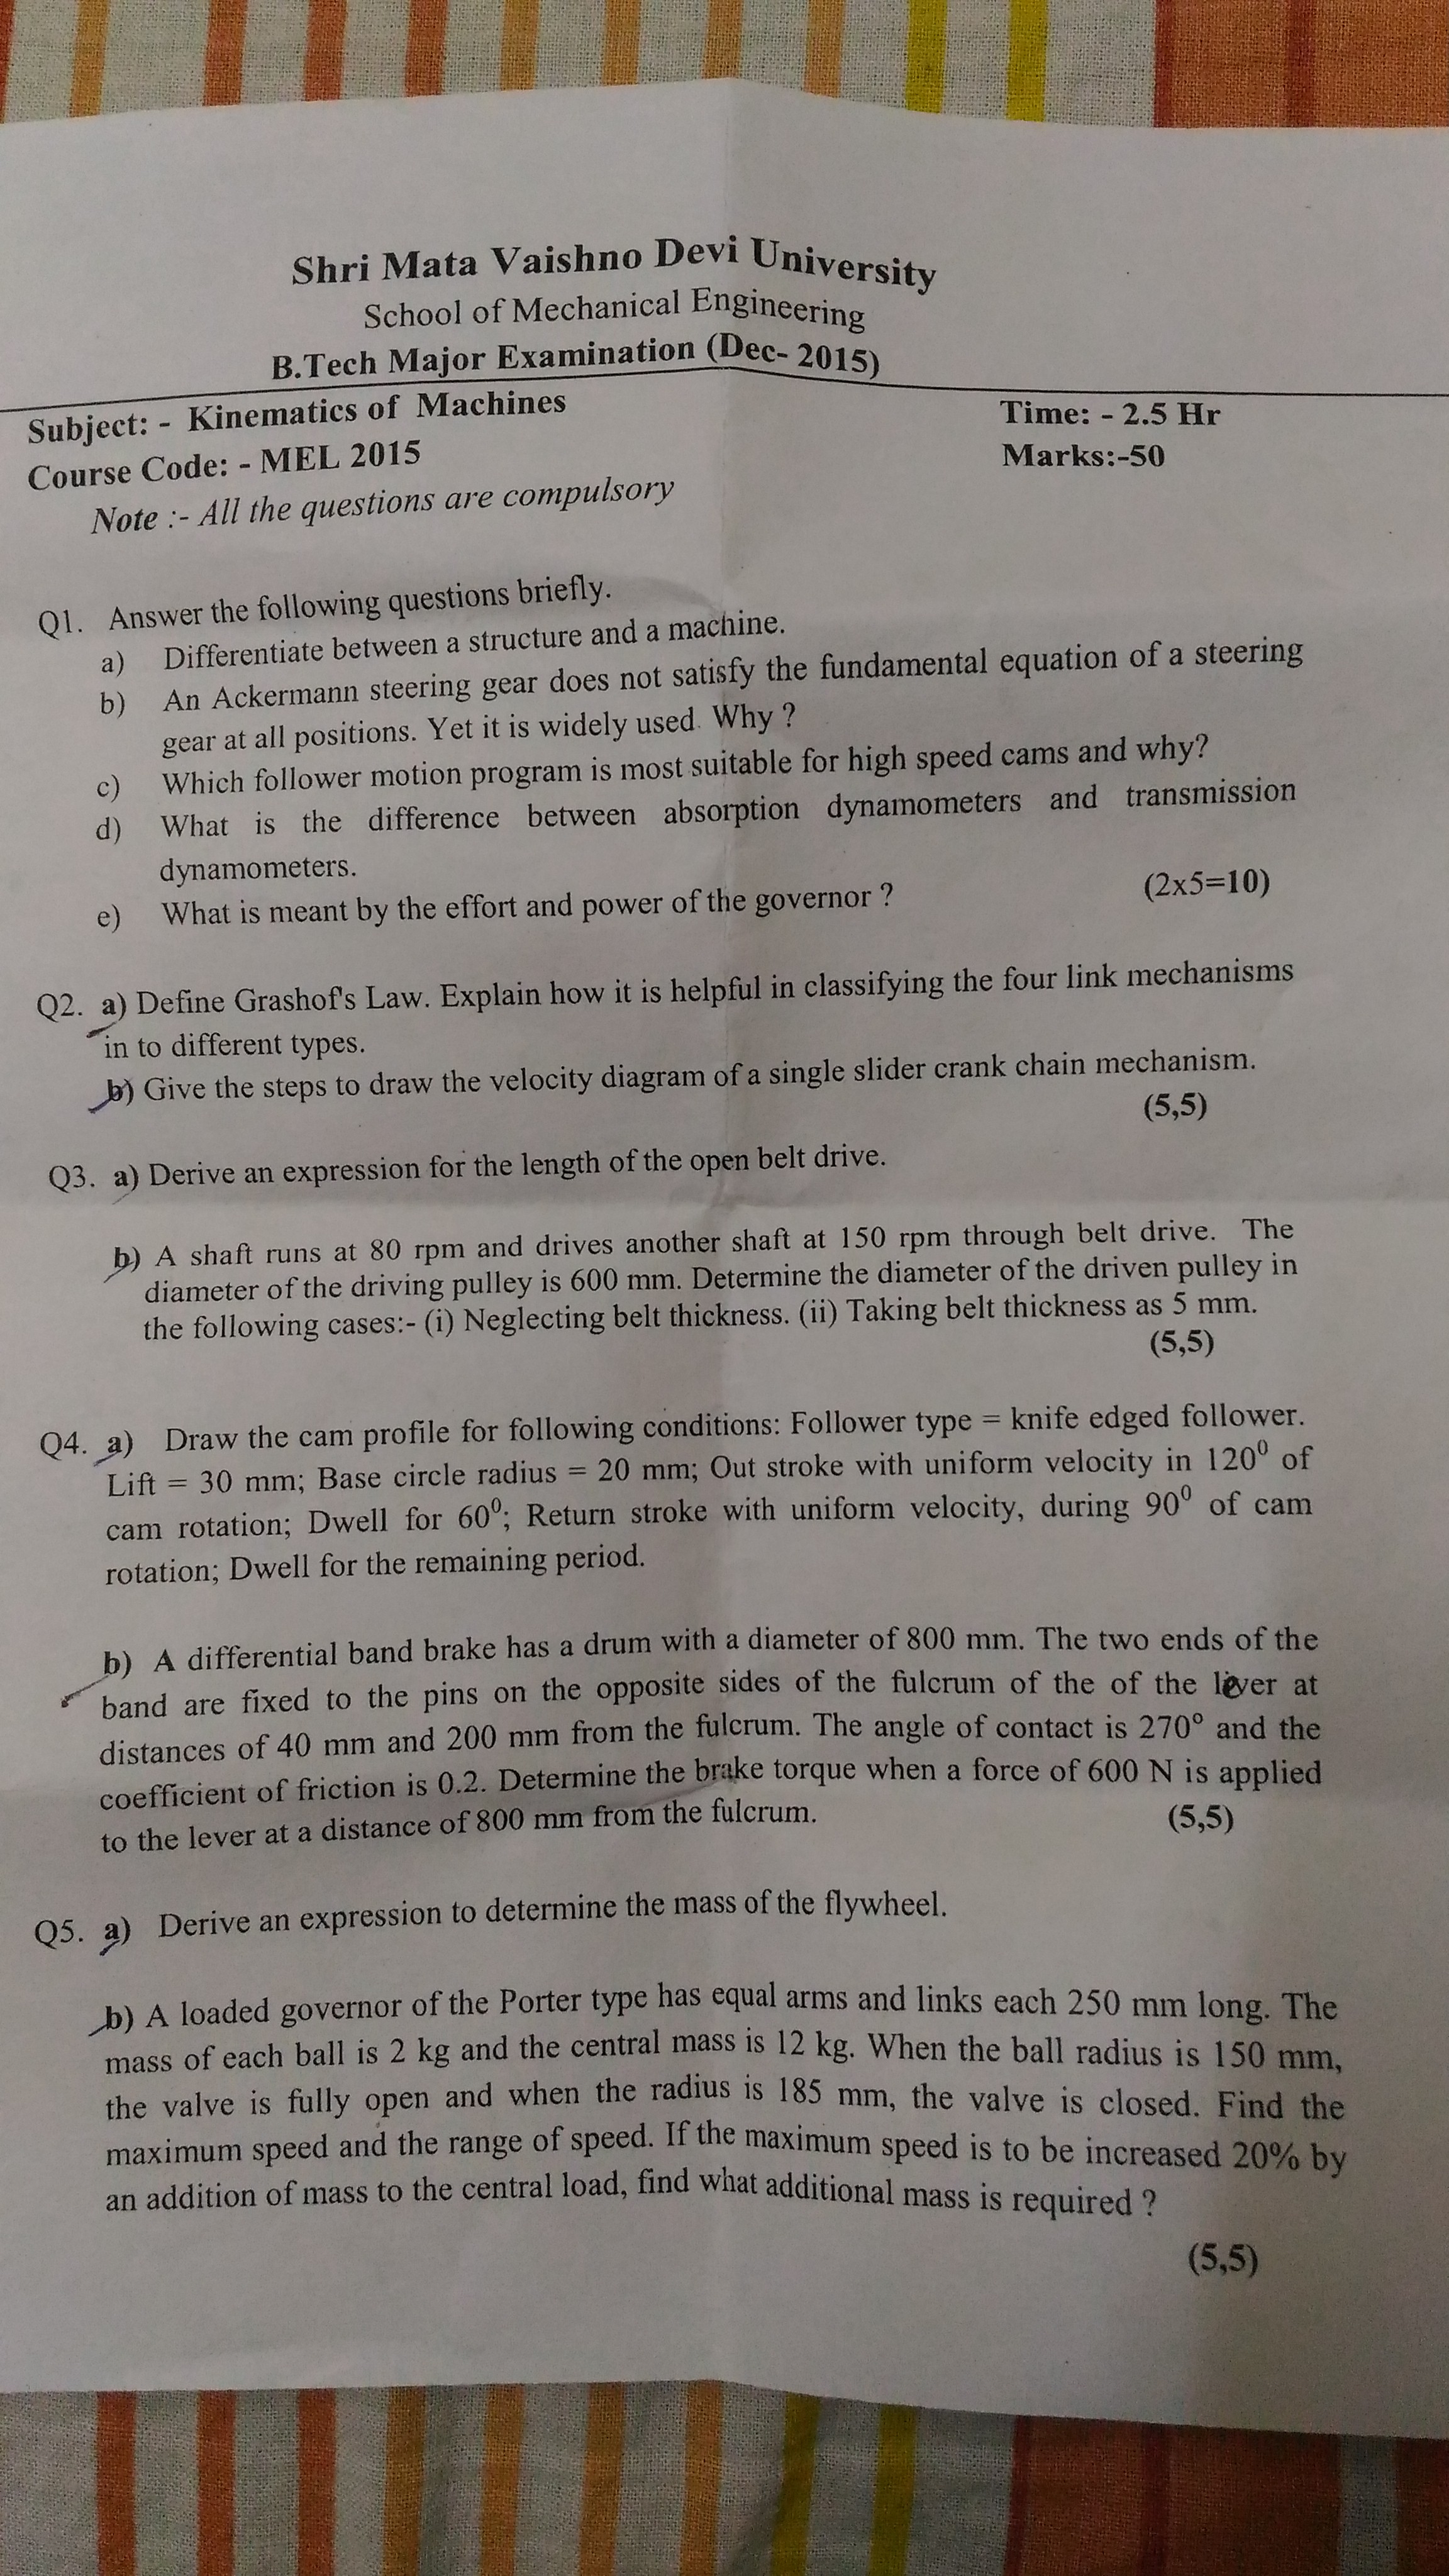 Shri Mata Vaishno Devi University
School of Mechanical Engineering
B.Tech Major Examination (Dec- 2015)
Subject: - Kinematics of Machines Time: - 2.5 Hr
Course Code: - MEL 2015 Marks:-50
Note :- All the questions are compulsory
Q1. Answer the following questions briefly.
a) Differentiate between a structure and a machine.
b) An Ackermann steering gear does not satisfy the fundamental equation of a steering
gear at all positions. Yet it is widely used. Why ?
c) Which follower motion program is most suitable for high speed cams and why?
d) What is the difference between absorption dynamometers and transmission
dynamometers.
e) What is meant by the effort and power of the governor ? (2x5=10)
Q2. a) Define Grashof's Law. Explain how it is helpful in classifying the four link mechanisms
in to different types.
b) Give the steps to draw the velocity diagram of a single slider crank chain mechanism.
(5,5)
Q3. a) Derive an expression for the length of the open belt drive.
b) A shaft runs at 80 rpm and drives another shaft at 150 rpm through belt drive. The
diameter of the driving pulley is 600 mm. Determine the diameter of the driven pulley in
the following cases:- (i) Neglecting belt thickness. (ii) Taking belt thickness as 5 mm.
(5,5)
Q4. a) Draw the cam profile for following conditions: Follower type = knife edged follower.
Lift = 30 mm; Base circle radius = 20 mm; Out stroke with uniform velocity in 120⁰ of
cam rotation; Dwell for 60⁰; Return stroke with uniform velocity, during 90⁰ of cam
rotation; Dwell for the remaining period.
b) A differential band brake has a drum with a diameter of 800 mm. The two ends of the
band are fixed to the pins on the opposite sides of the fulcrum of the of the lever at
distances of 40 mm and 200 mm from the fulcrum. The angle of contact is 270° and the
coefficient of friction is 0.2. Determine the brake torque when a force of 600 N is applied
to the lever at a distance of 800 mm from the fulcrum. (5,5)
Q5. a) Derive an expression to determine the mass of the flywheel.
b) A loaded governor of the Porter type has equal arms and links each 250 mm long. The
mass of each ball is 2 kg and the central mass is 12 kg. When the ball radius is 150 mm,
the valve is fully open and when the radius is 185 mm, the valve is closed. Find the
maximum speed and the range of speed. If the maximum speed is to be increased 20% by
an addition of mass to the central load, find what additional mass is required ?
(5,5)